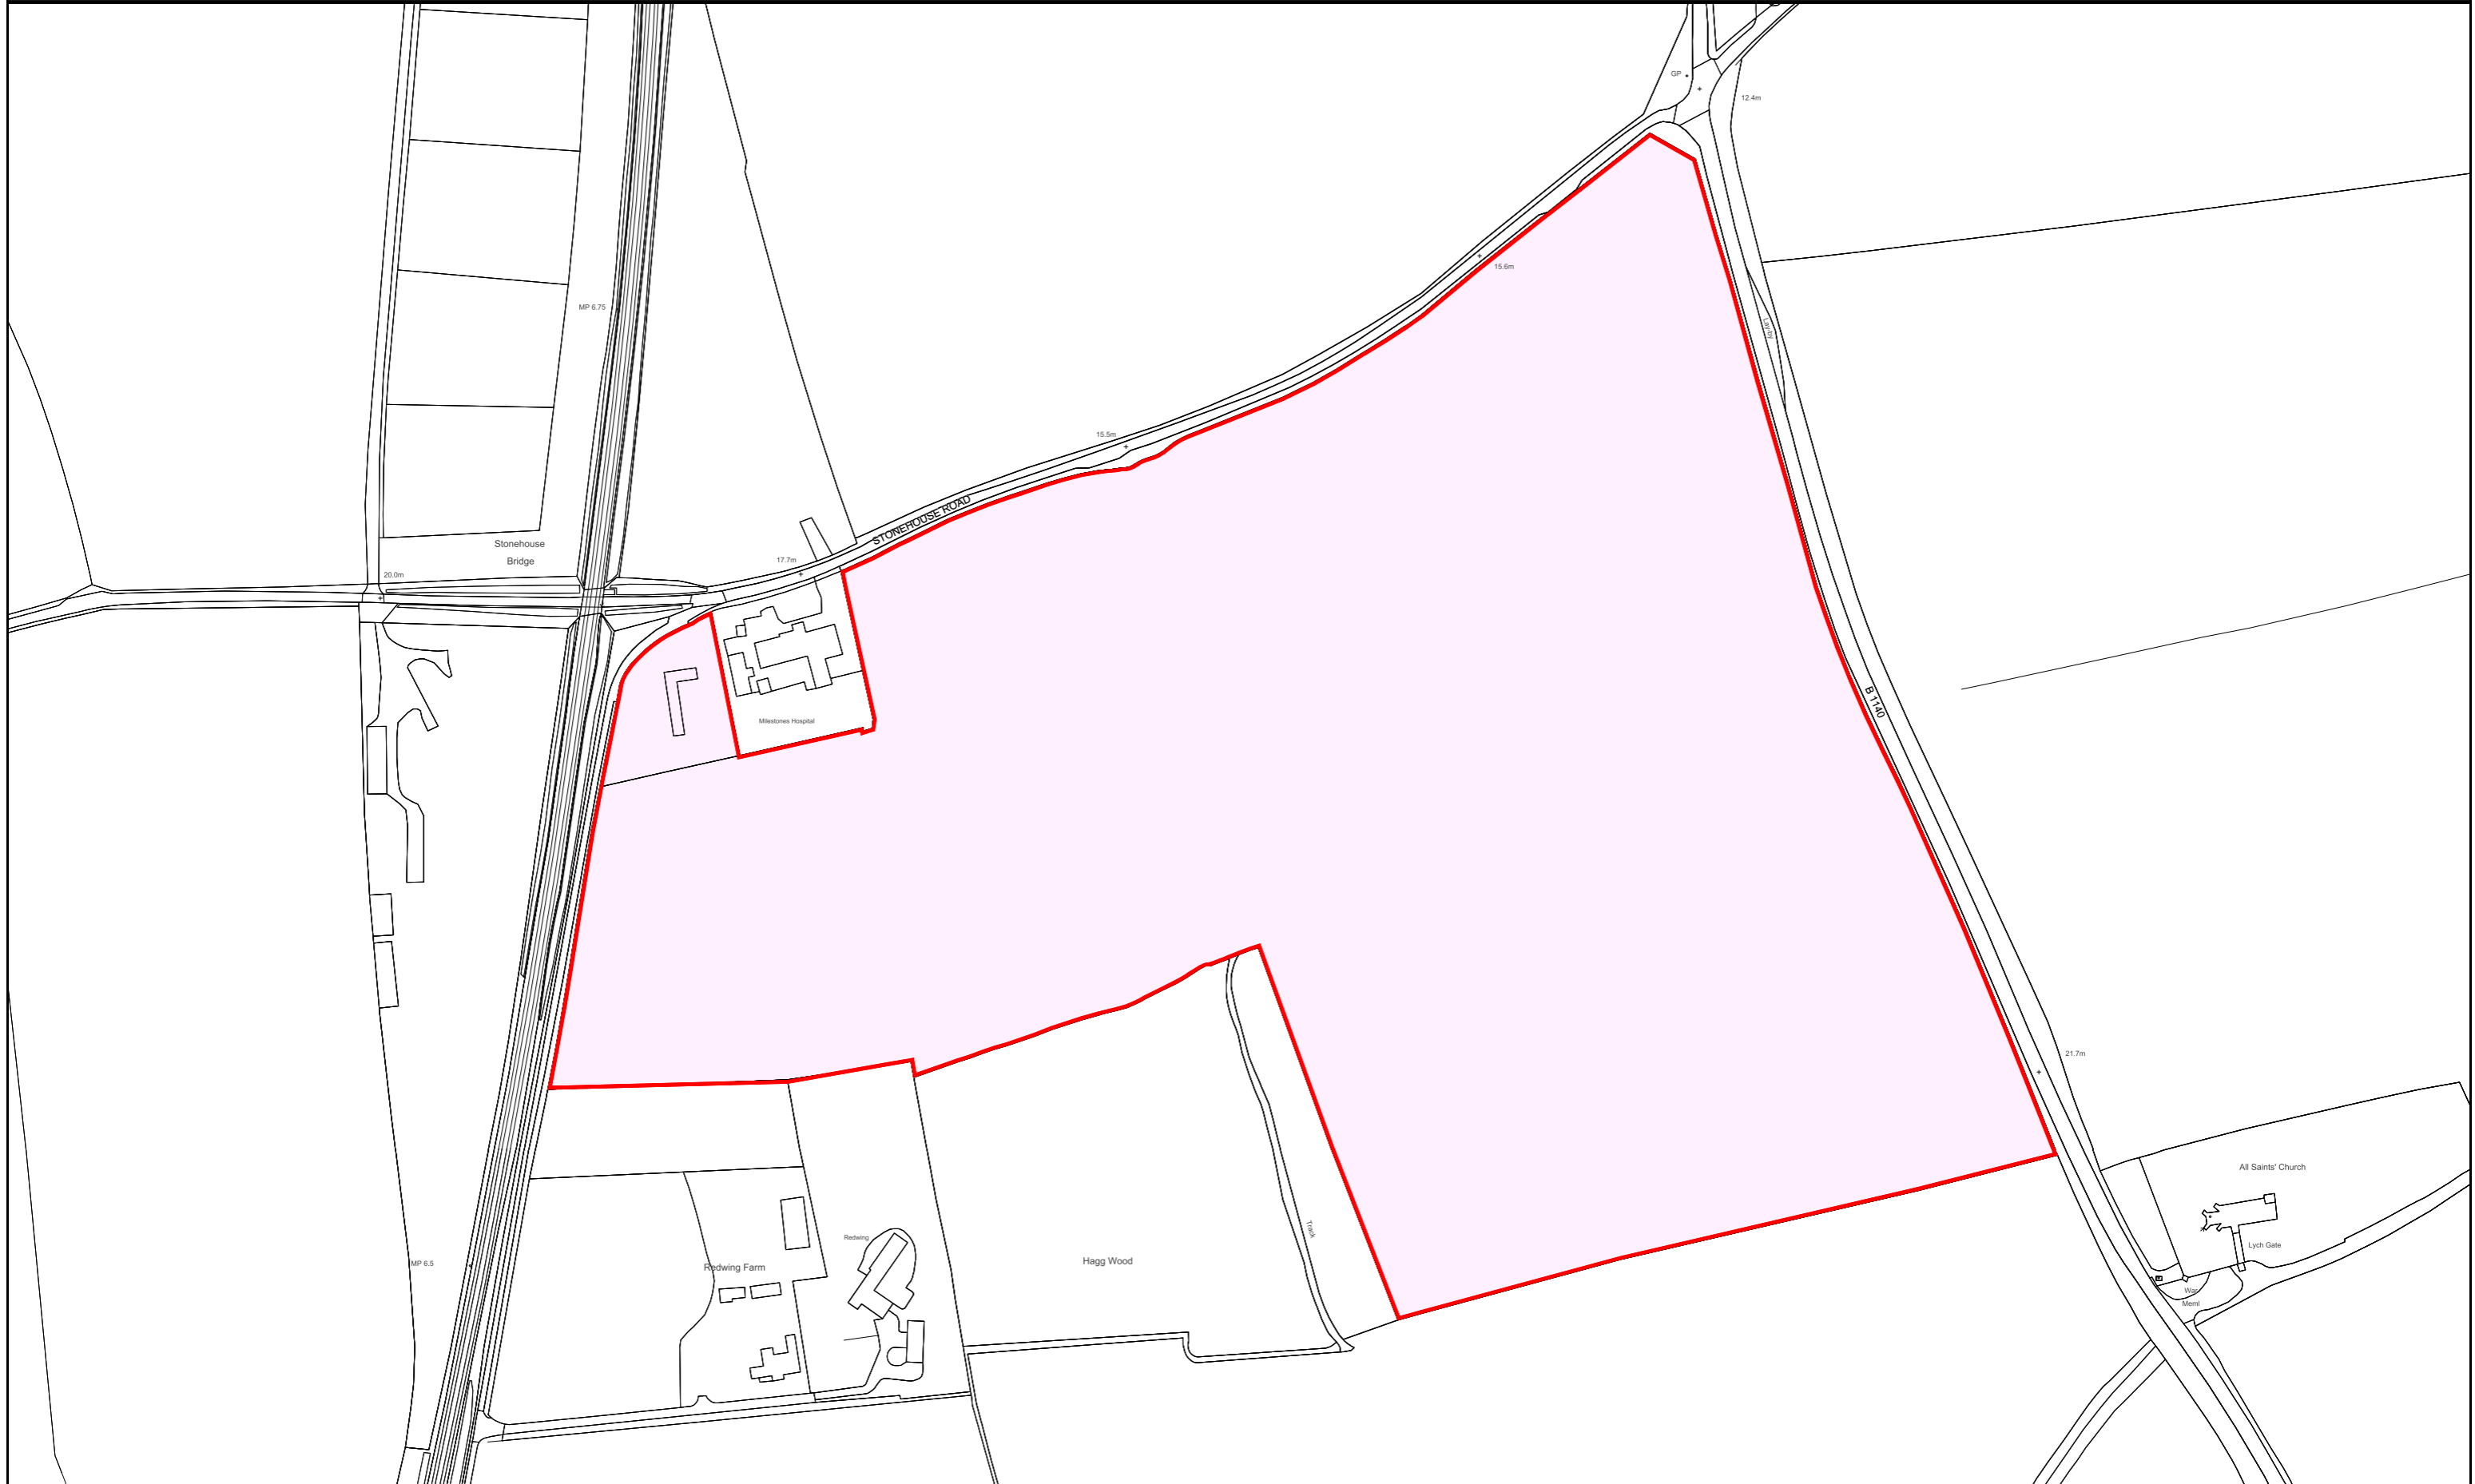 GP
12.4m
MP 6.75
15.6m
Lay-by
15.5m
STONEHOUSE ROAD
Stonehouse
Bridge
17.7m
20.0m
B 1140
Milestones Hospital
21.7m
All Saints' Church
Track
Redwing
Lych Gate
Hagg Wood
MP 6.5
Redwing Farm
War
Meml